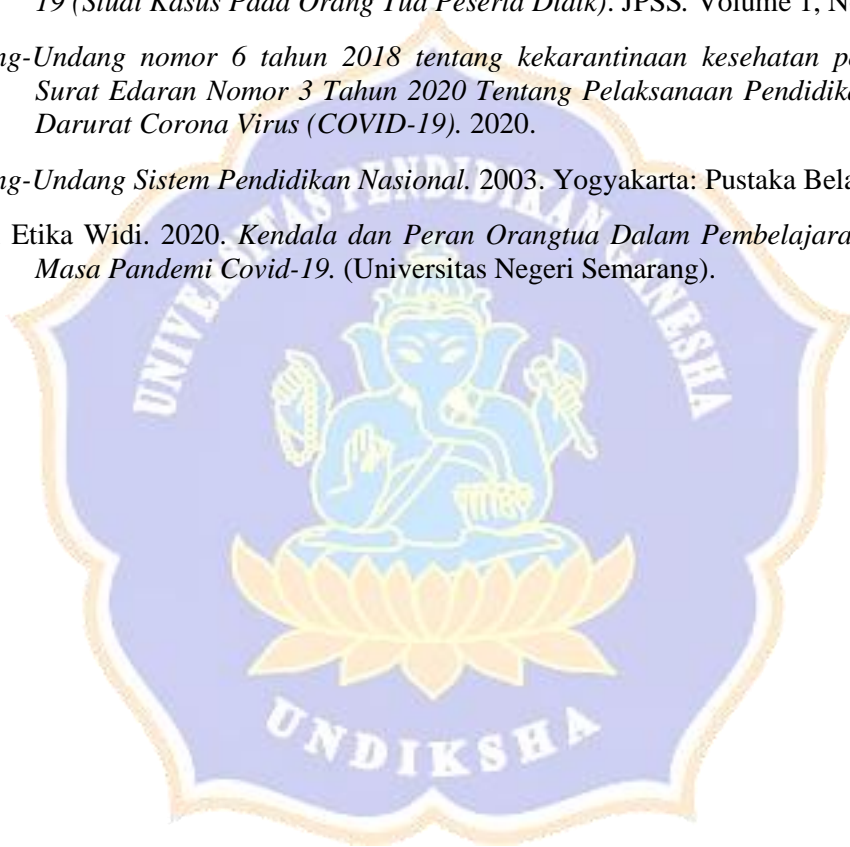 19 (Studi Kasus Pada Orang Tua Peserta Didik). JPSS. Volume 1, N
ng-Undang nomor 6 tahun 2018 tentang kekarantinaan kesehatan p
Surat Edaran Nomor 3 Tahun 2020 Tentang Pelaksanaan Pendidik
Darurat Corona Virus (COVID-19). 2020.
ng-Undang Sistem Pendidikan Nasional. 2003. Yogyakarta: Pustaka Bela
Etika Widi. 2020. Kendala dan Peran Orangtua Dalam Pembelajara
Masa Pandemi Covid-19. (Universitas Negeri Semarang).
UNIVERSITAS PENDIDIKAN GANESHA
UNDIKSHA